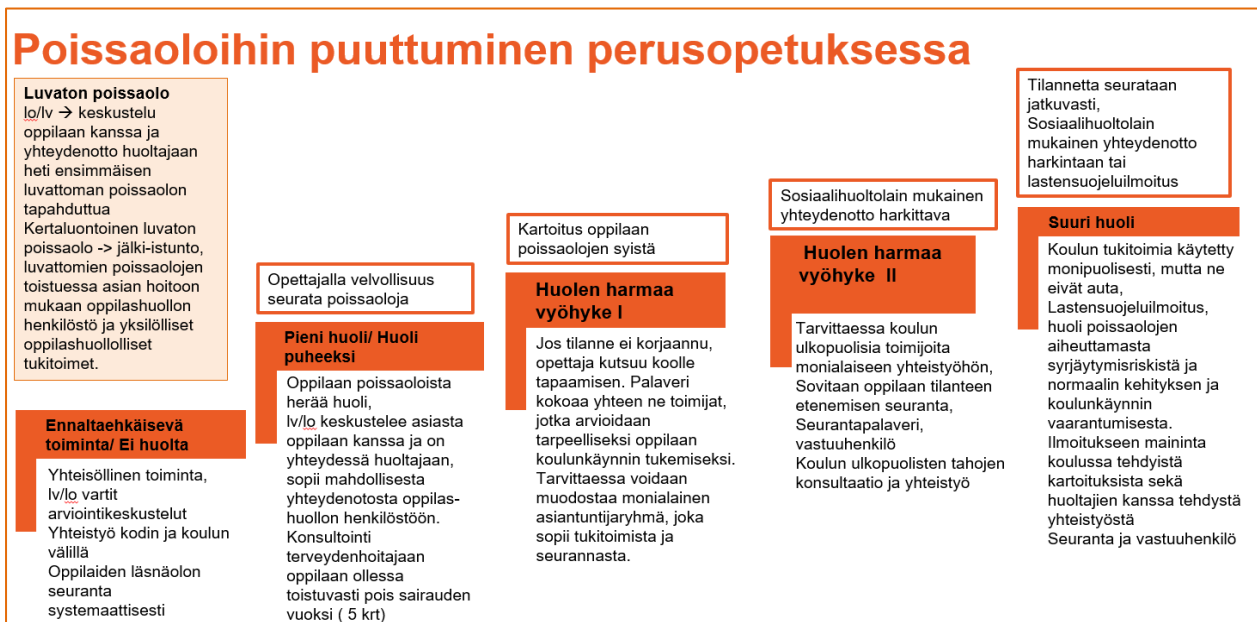 Poissaoloihin puuttuminen perusopetuksessa
Luvaton poissaolo
lo/lv → keskustelu
oppilaan kanssa ja
yhteydenotto huoltajaan
heti ensimmäisen
luvattoman poissaolon
tapahduttua
Kertaluontoinen luvaton
poissaolo -> jälki-istunto,
luvattomien poissaolojen
toistuessa asian hoitoon
mukaan oppilashuollon
henkilöstö ja yksilölliset
oppilashuollolliset
tukitoimet.
Ennaltaehkäisevä
toiminta/ Ei huolta
Yhteisöllinen toiminta,
lv/lo vartit
arviointikeskustelut
Yhteistyö kodin ja koulun
välillä
Oppilaiden läsnäolon
seuranta
systemaattisesti
Opettajalla velvollisuus
seurata poissaoloja
Pieni huoli/ Huoli
puheeksi
Oppilaan poissaoloista
herää huoli,
lv/lo keskustelee asiasta
oppilaan kanssa ja on
yhteydessä huoltajaan,
sopii mahdollisesta
yhteydenotosta oppilas-
huollon henkilöstöön.
Konsultointi
terveydenhoitajaan
oppilaan ollessa
toistuvasti pois sairauden
vuoksi ( 5 krt)
Kartoitus oppilaan
poissaolojen syistä
Huolen harmaa
vyöhyke I
Jos tilanne ei korjaannu,
opettaja kutsuu koolle
tapaamisen. Palaveri
kokoaa yhteen ne toimijat,
jotka arvioidaan
tarpeelliseksi oppilaan
koulunkäynnin tukemiseksi.
Tarvittaessa voidaan
muodostaa monialainen
asiantuntijaryhmä, joka
sopii tukitoimista ja
seurannasta.
Sosiaalihuoltolain mukainen
yhteydenotto harkittava
Huolen harmaa
vyöhyke II
Tarvittaessa koulun
ulkopuolisia toimijoita
monialaiseen yhteistyöhön,
Sovitaan oppilaan tilanteen
etenemisen seuranta,
Seurantapalaveri,
vastuuhenkilö
Koulun ulkopuolisten tahojen
konsultaatio ja yhteistyö
Tilannetta seurataan
jatkuvasti,
Sosiaalihuoltolain
mukainen yhteydenotto
harkintaan tai
lastensuojeluilmoitus
Suuri huoli
Koulun tukitoimia käytetty
monipuolisesti, mutta ne
eivät auta,
Lastensuojeluilmoitus,
huoli poissaolojen
aiheuttamasta
syrjäytymisriskistä ja
normaalin kehityksen ja
koulunkäynnin
vaarantumisesta.
Ilmoitukseen maininta
koulussa tehdyistä
kartoituksista sekä
huoltajien kanssa tehdystä
yhteistyöstä
Seuranta ja vastuuhenkilö